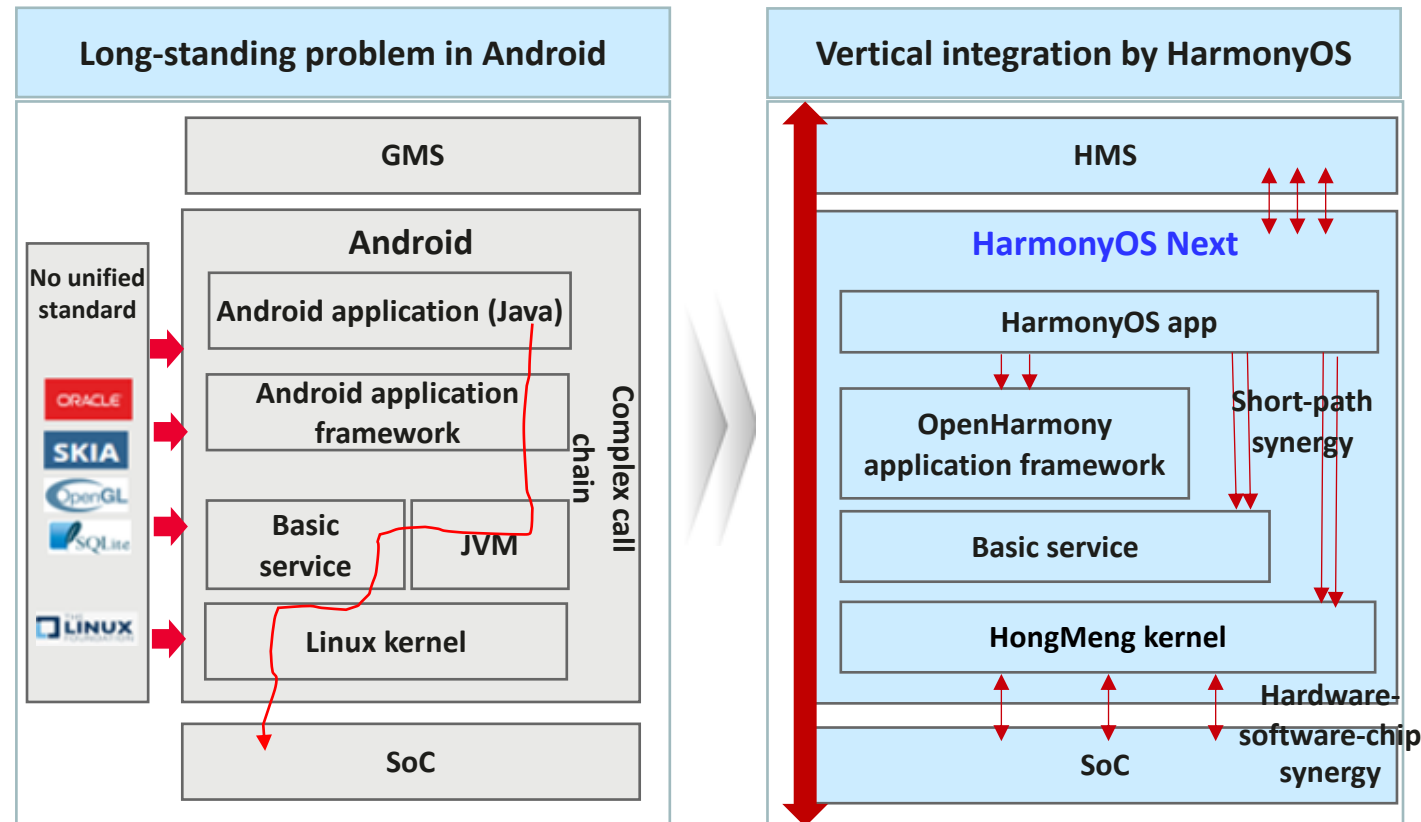 Long-standing problem in Android
GMS
No unified
standard
ORACLE
SKIA
OpenGL
SQLite
THE
LINUX
FOUNDATION
Android
Android application (Java)
Android application
framework
Basic
service
JVM
Linux kernel
Complex call
chain
SoC
Vertical integration by HarmonyOS
HMS
HarmonyOS Next
HarmonyOS app
OpenHarmony
application framework
Short-path
synergy
Basic service
HongMeng kernel
Hardware-
software-chip
synergy
SoC